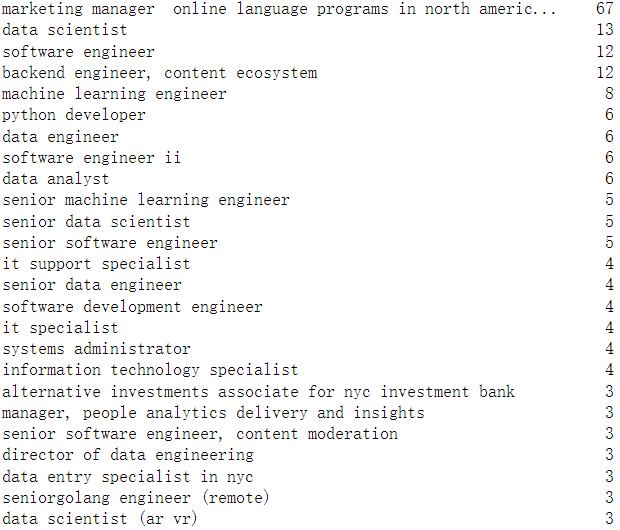 marketing manager  online language programs in north americ...    67
data scientist    13
software engineer    12
backend engineer, content ecosystem    12
machine learning engineer    8
python developer    6
data engineer    6
software engineer ii    6
data analyst    6
senior machine learning engineer    5
senior data scientist    5
senior software engineer    5
it support specialist    4
senior data engineer    4
software development engineer    4
it specialist    4
systems administrator    4
information technology specialist    4
alternative investments associate for nyc investment bank    3
manager, people analytics delivery and insights    3
senior software engineer, content moderation    3
director of data engineering    3
data entry specialist in nyc    3
seniorgolang engineer (remote)    3
data scientist (ar vr)    3